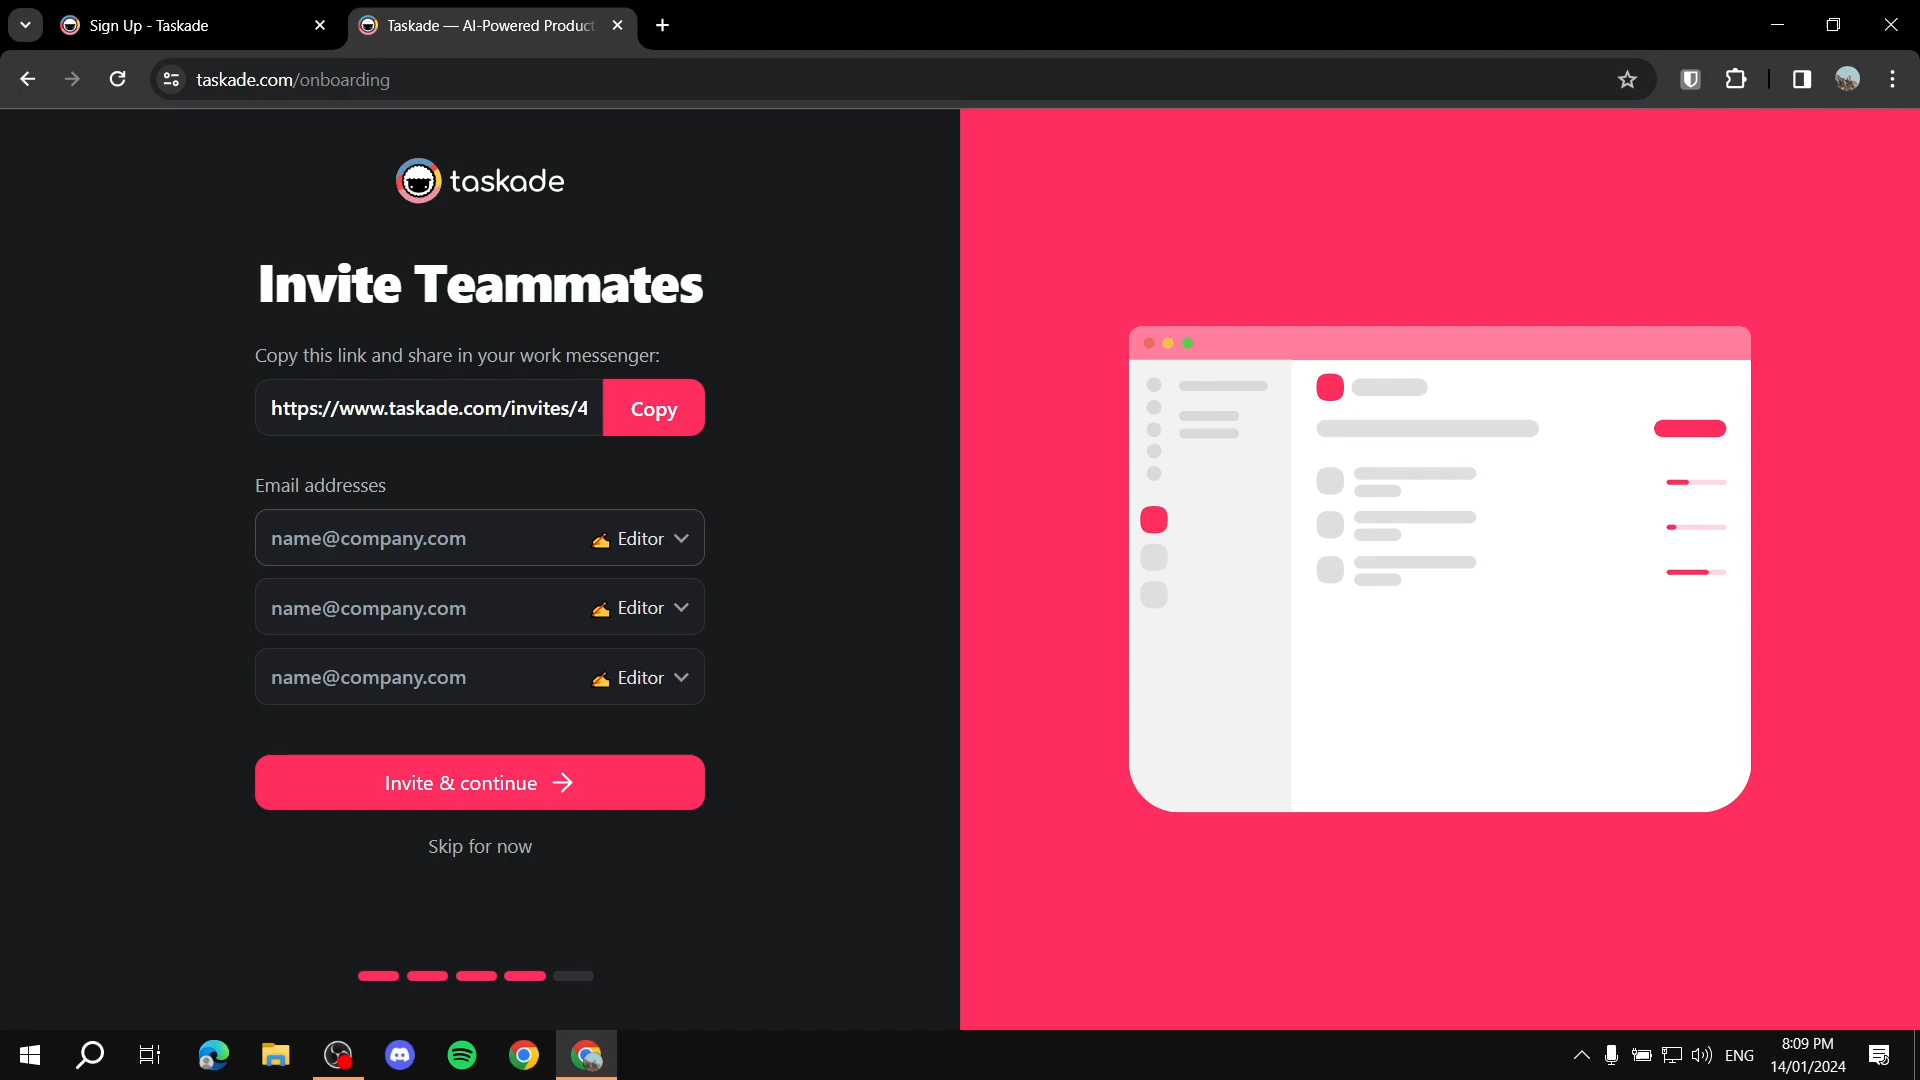 Sign Up - Taskade
Taskade — AI-Powered Product
taskade.com/onboarding
taskade
Invite Teammates
Copy this link and share in your work messenger:
https://www.taskade.com/invites/4
Copy
Email addresses
name@company.com
Editor
name@company.com
Editor
name@company.com
Editor
Invite & continue
Skip for now
ENG
8:09 PM
14/01/2024